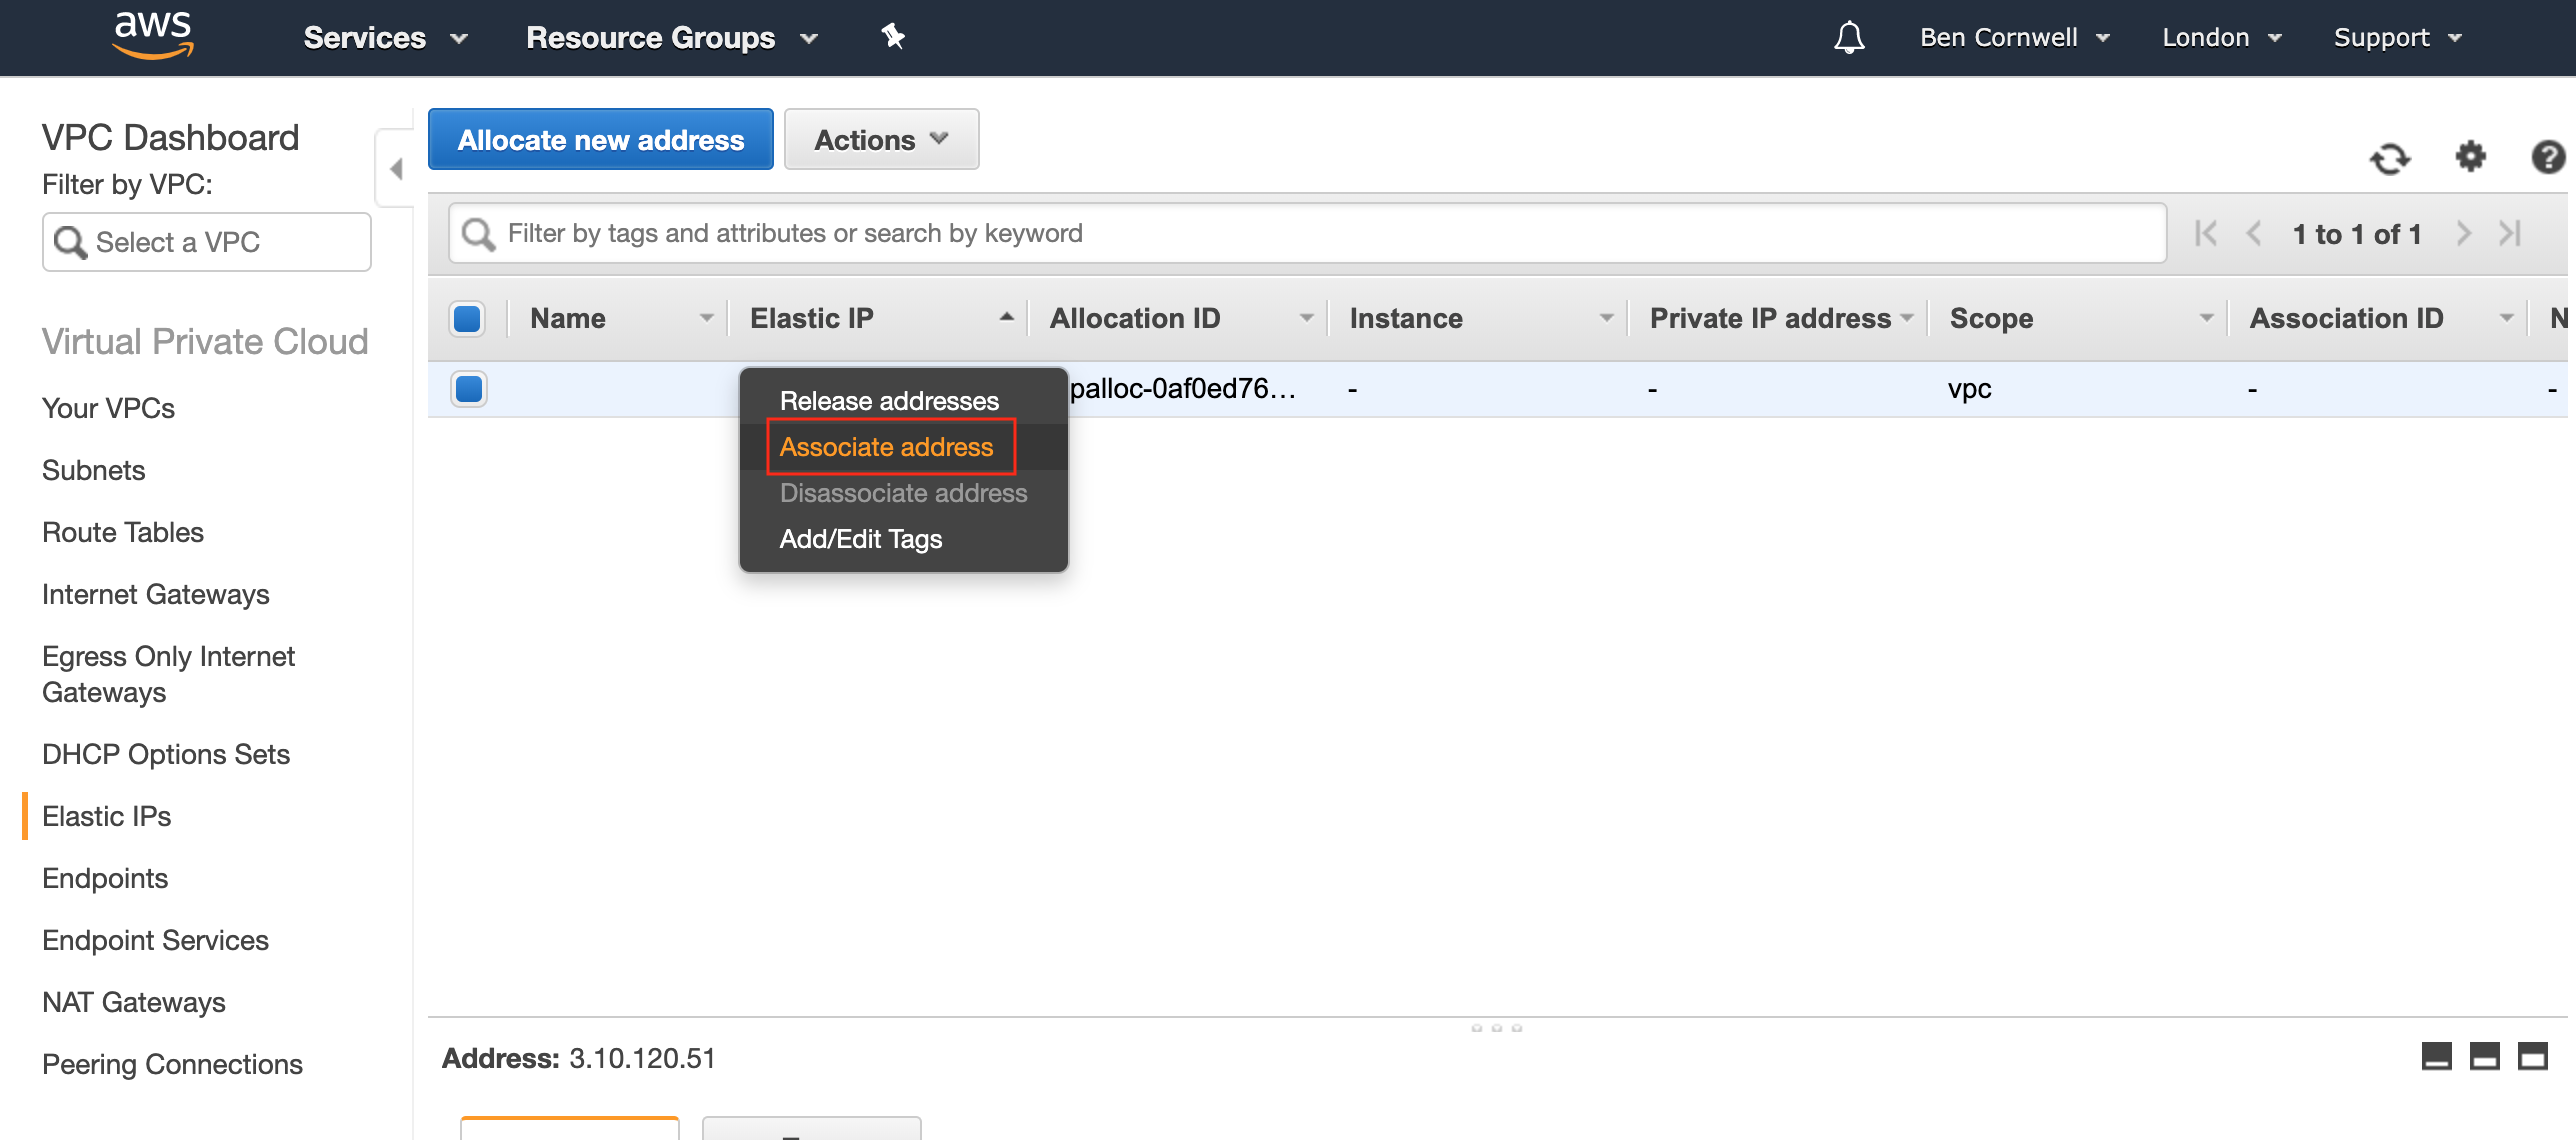 aws
Services
Resource Groups
Ben Cornwell
London
Support
VPC Dashboard
Filter by VPC:
Select a VPC
Virtual Private Cloud
Your VPCs
Subnets
Route Tables
Internet Gateways
Egress Only Internet
Gateways
DHCP Options Sets
Elastic IPs
Endpoints
Endpoint Services
NAT Gateways
Peering Connections
Allocate new address
Actions
Filter by tags and attributes or search by keyword
1 to 1 of 1
Name Elastic IP Allocation ID Instance Private IP address Scope Association ID N
palloc-0af0ed76… - - vpc - -
Release addresses
Associate address
Disassociate address
Add/Edit Tags
Address: 3.10.120.51